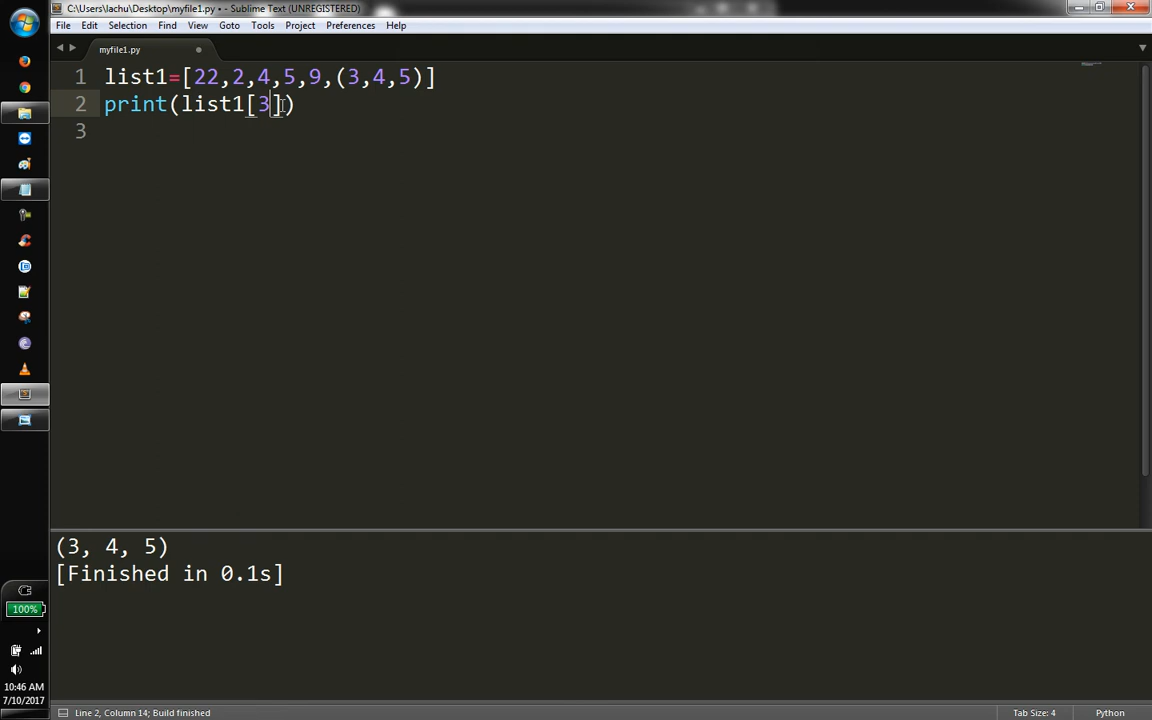 C:\Users\lachu\Desktop\myfile1.py • - Sublime Text (UNREGISTERED)
File Edit Selection Find View Goto Tools Project Preferences Help
myfile1.py
1 list1=[22,2,4,5,9,(3,4,5)]
2 print(list1[3])
3
(3, 4, 5)
[Finished in 0.1s]
100%
10:46 AM
7/10/2017
Line 2, Column 14; Build finished Tab Size: 4 Python